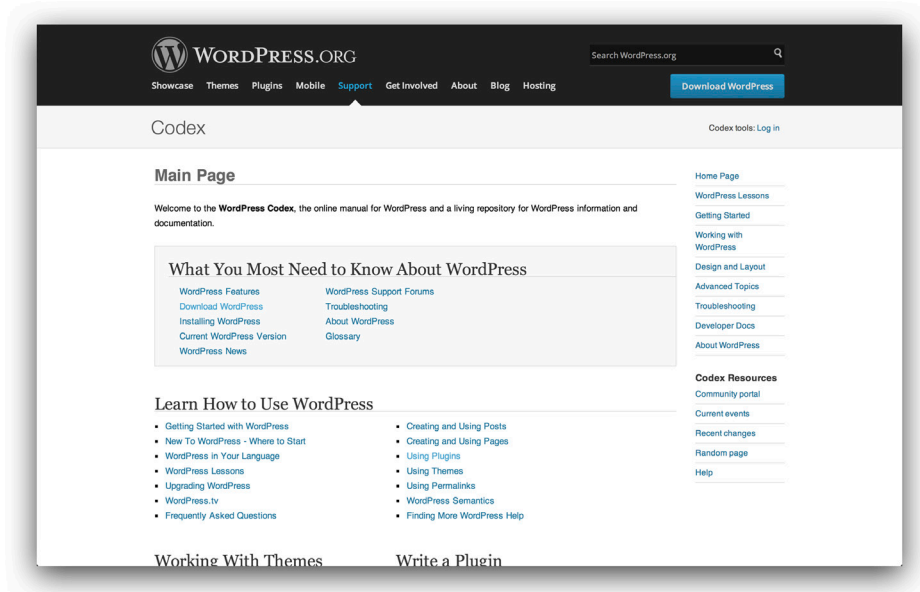 WORDPRESS.ORG
Search WordPress.org
Showcase Themes Plugins Mobile Support Get Involved About Blog Hosting
Download WordPress
Codex
Codex tools: Log in
Main Page
Welcome to the WordPress Codex, the online manual for WordPress and a living repository for WordPress information and
documentation.
What You Most Need to Know About WordPress
WordPress Features
Download WordPress
Installing WordPress
Current WordPress Version
WordPress News
WordPress Support Forums
Troubleshooting
About WordPress
Glossary
Learn How to Use WordPress
Getting Started with WordPress
New To WordPress - Where to Start
WordPress in Your Language
WordPress Lessons
Upgrading WordPress
WordPress.tv
Frequently Asked Questions
Creating and Using Posts
Creating and Using Pages
Using Plugins
Using Themes
Using Permalinks
WordPress Semantics
Finding More WordPress Help
Working With Themes
Write a Plugin
Home Page
WordPress Lessons
Getting Started
Working with
WordPress
Design and Layout
Advanced Topics
Troubleshooting
Developer Docs
About WordPress
Codex Resources
Community portal
Current events
Recent changes
Random page
Help